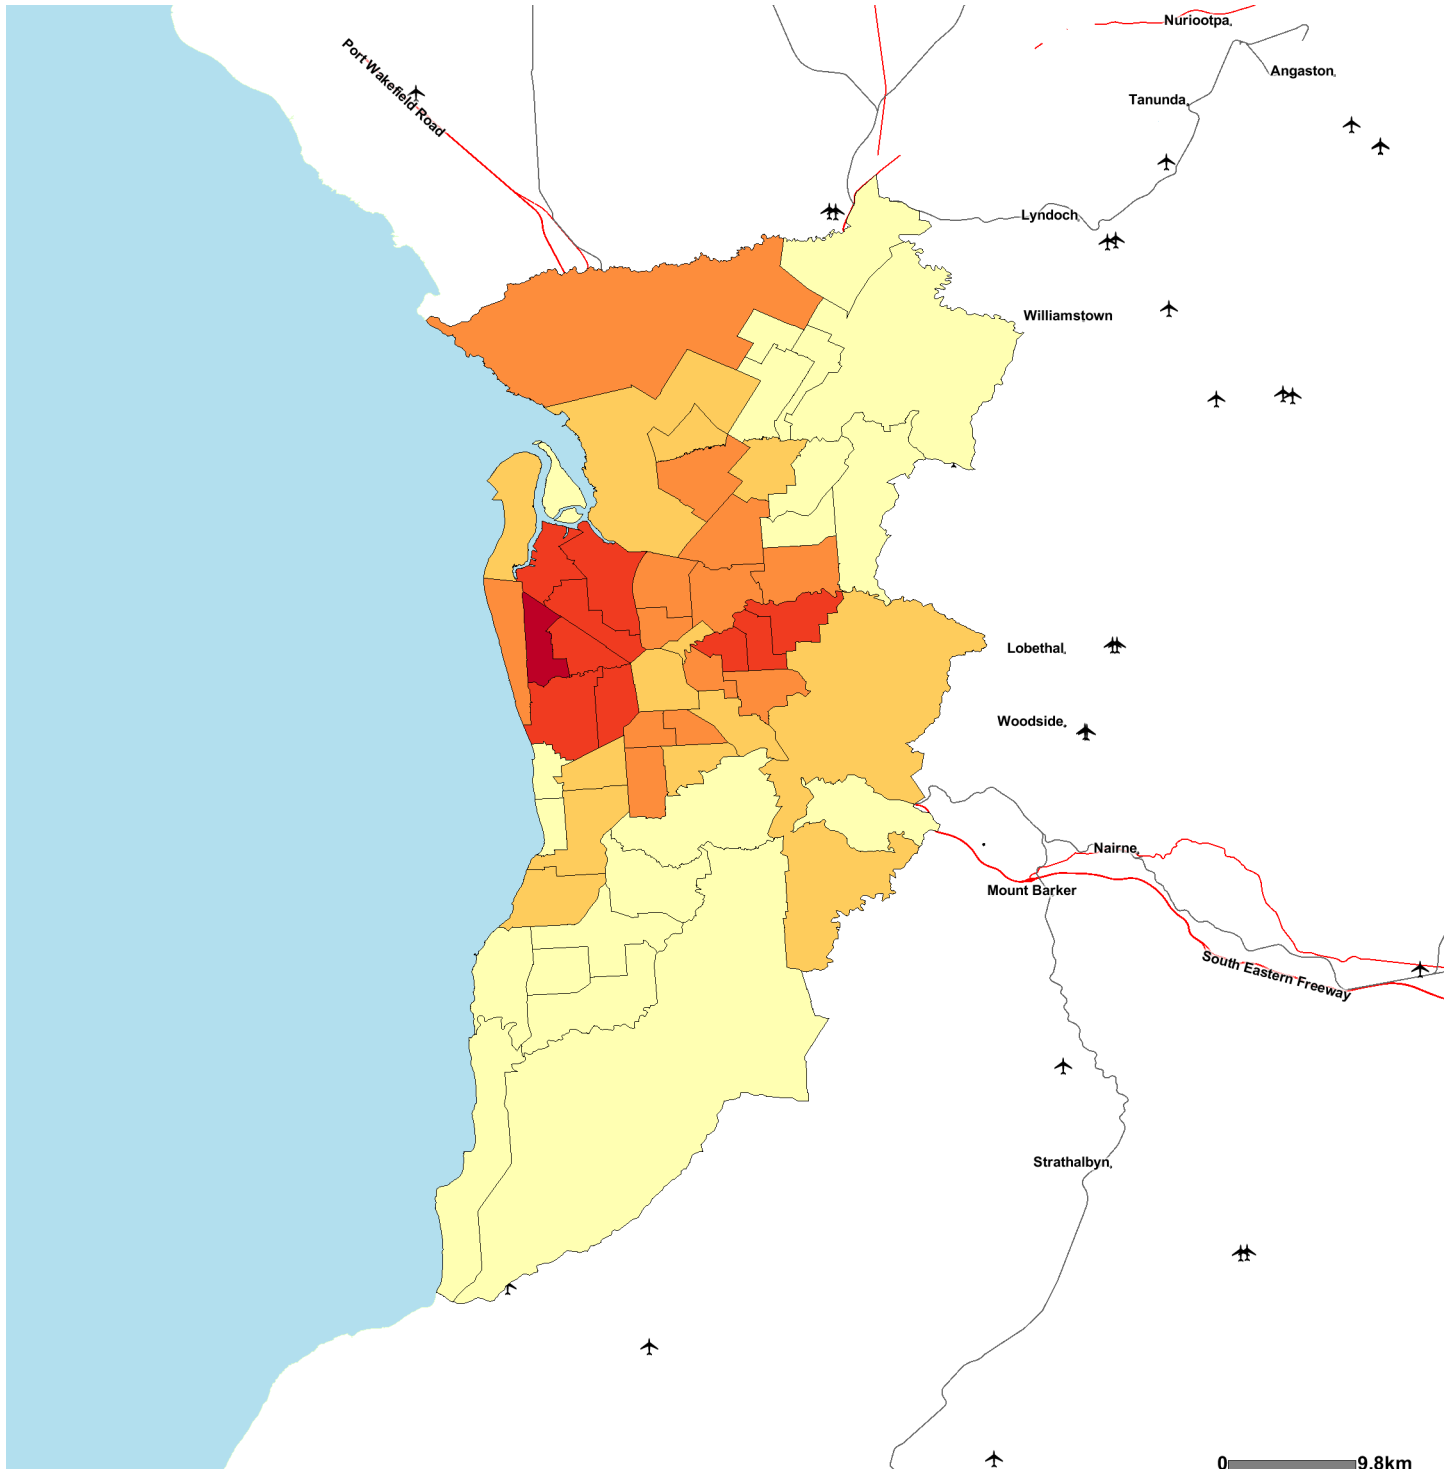 Nuriootpa
Port Wakefield Road
Angaston
Tanunda
Lyndoch
Williamstown
Lobethal
Woodside
Nairne
Mount Barker
South Eastern Freeway
Strathalbyn
0 9.8km